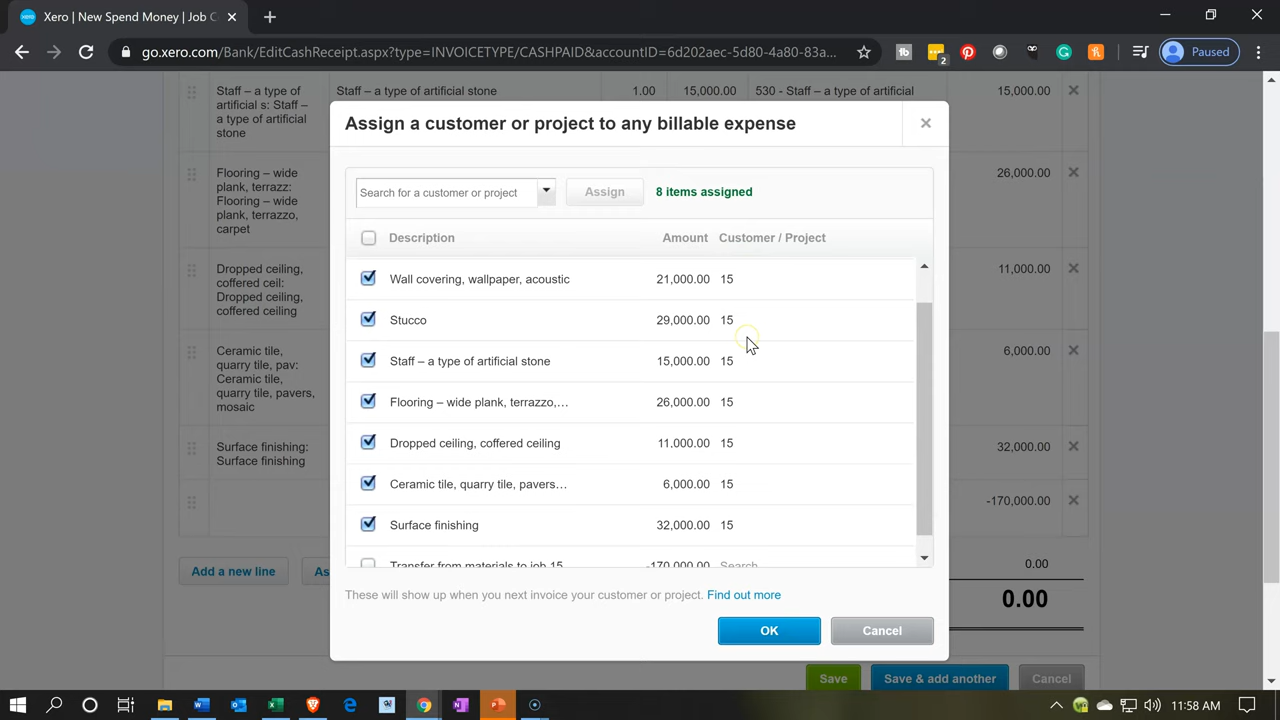 Xero | New Spend Money | Job C
Paused
go.xero.com/Bank/EditCashReceipt.aspx?type=INVOICETYPE/CASHPAID&accountID=6d202aec-5d80-4a80-83a...
2
Staff – a type of
artificial s: Staff –
a type of artificial
stone
Staff – a type of artificial stone
1.00
15,000.00
530 - Staff – a type of artificial
15,000.00
Flooring – wide
plank, terrazz:
Flooring – wide
plank, terrazzo,
carpet
26,000.00
Dropped ceiling,
coffered ceil:
Dropped ceiling,
coffered ceiling
11,000.00
Ceramic tile,
quarry tile, pav:
Ceramic tile,
quarry tile, pavers,
mosaic
6,000.00
Surface finishing:
Surface finishing
32,000.00
-170,000.00
Add a new line
As
0.00
0.00
Save
Save & add another
Cancel
Assign a customer or project to any billable expense
Search for a customer or project
Assign
8 items assigned
Description Amount Customer / Project
Wall covering, wallpaper, acoustic 21,000.00 15
Stucco 29,000.00 15
Staff – a type of artificial stone 15,000.00 15
Flooring – wide plank, terrazzo,… 26,000.00 15
Dropped ceiling, coffered ceiling 11,000.00 15
Ceramic tile, quarry tile, pavers… 6,000.00 15
Surface finishing 32,000.00 15
Transfer from materials to job 15 -170,000.00 Search
These will show up when you next invoice your customer or project. Find out more
OK
Cancel
11:58 AM